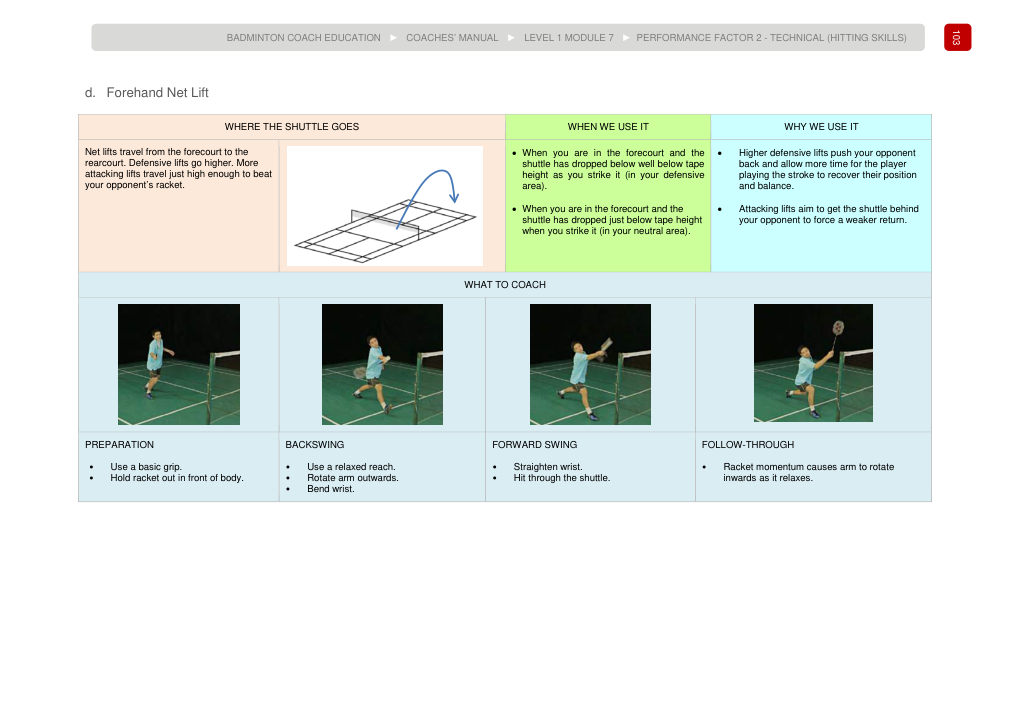 BADMINTON COACH EDUCATION ► COACHES' MANUAL ► LEVEL 1 MODULE 7 ► PERFORMANCE FACTOR 2 - TECHNICAL (HITTING SKILLS)
103
d. Forehand Net Lift
WHERE THE SHUTTLE GOES
WHEN WE USE IT
WHY WE USE IT
Net lifts travel from the forecourt to the
rearcourt. Defensive lifts go higher. More
attacking lifts travel just high enough to beat
your opponent's racket.
• When you are in the forecourt and the
shuttle has dropped below well below tape
height as you strike it (in your defensive
area).
• When you are in the forecourt and the
shuttle has dropped just below tape height
when you strike it (in your neutral area).
• Higher defensive lifts push your opponent
back and allow more time for the player
playing the stroke to recover their position
and balance.
• Attacking lifts aim to get the shuttle behind
your opponent to force a weaker return.
WHAT TO COACH
PREPARATION
• Use a basic grip.
• Hold racket out in front of body.
BACKSWING
• Use a relaxed reach.
• Rotate arm outwards.
• Bend wrist.
FORWARD SWING
• Straighten wrist.
• Hit through the shuttle.
FOLLOW-THROUGH
• Racket momentum causes arm to rotate
inwards as it relaxes.